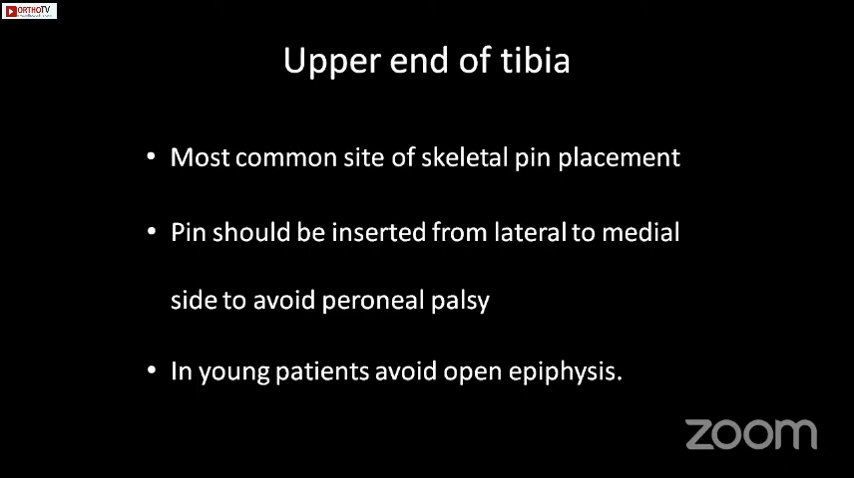 ORTHOTV
Upper end of tibia
• Most common site of skeletal pin placement
• Pin should be inserted from lateral to medial
side to avoid peroneal palsy
• In young patients avoid open epiphysis.
zoom